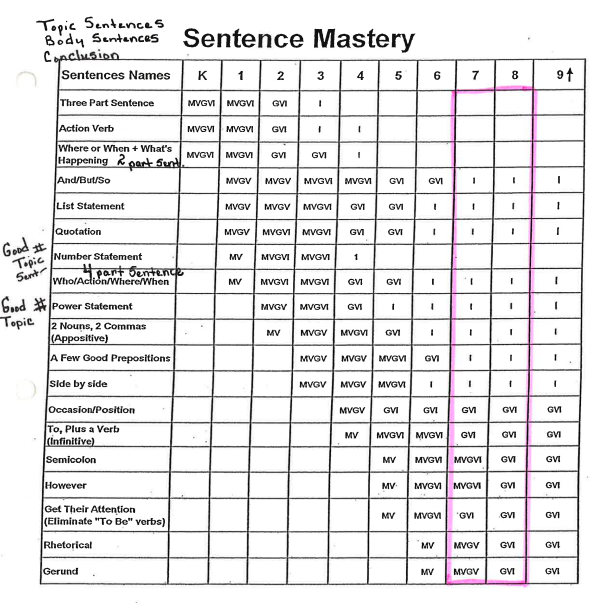 Topic Sentences
Body Sentences
Conclusion
Sentence Mastery
Sentences Names K 1 2 3 4 5 6 7 8 9↑
Three Part Sentence MVGVI MVGVI GVI I
Action Verb MVGVI MVGVI GVI I I
Where or When + What's
Happening 2 part Sent. MVGVI MVGVI GVI GVI I
And/But/So MVGV MVGV MVGVI MVGVI GVI GVI I I I
List Statement MVGV MVGV MVGVI GVI GVI I I I I
Quotation MVGV MVGVI MVGVI GVI GVI I I I I
Good #
Topic
Sent-
Number Statement MV MVGVI MVGVI 1
4 part Sentence
Who/Action/Where/When MV MVGVI MVGVI GVI GVI I I I I
Good #
Topic
Power Statement MVGV MVGVI GVI I I I I I
2 Nouns, 2 Commas
(Appositive) MV MVGV MVGVI GVI I I I I
A Few Good Prepositions MVGV MVGV MVGVI GVI I I I
Side by side MVGV MVGV MVGVI I I I I
Occasion/Position MVGV GVI GVI GVI GVI GVI
To, Plus a Verb
(Infinitive) MV MVGVI MVGVI GVI GVI GVI
Semicolon MV MVGVI MVGVI GVI GVI
However MV MVGVI MVGVI GVI GVI
Get Their Attention
(Eliminate "To Be" verbs) MV MVGVI GVI GVI GVI
Rhetorical MV MVGV GVI GVI
Gerund MV MVGV GVI GVI